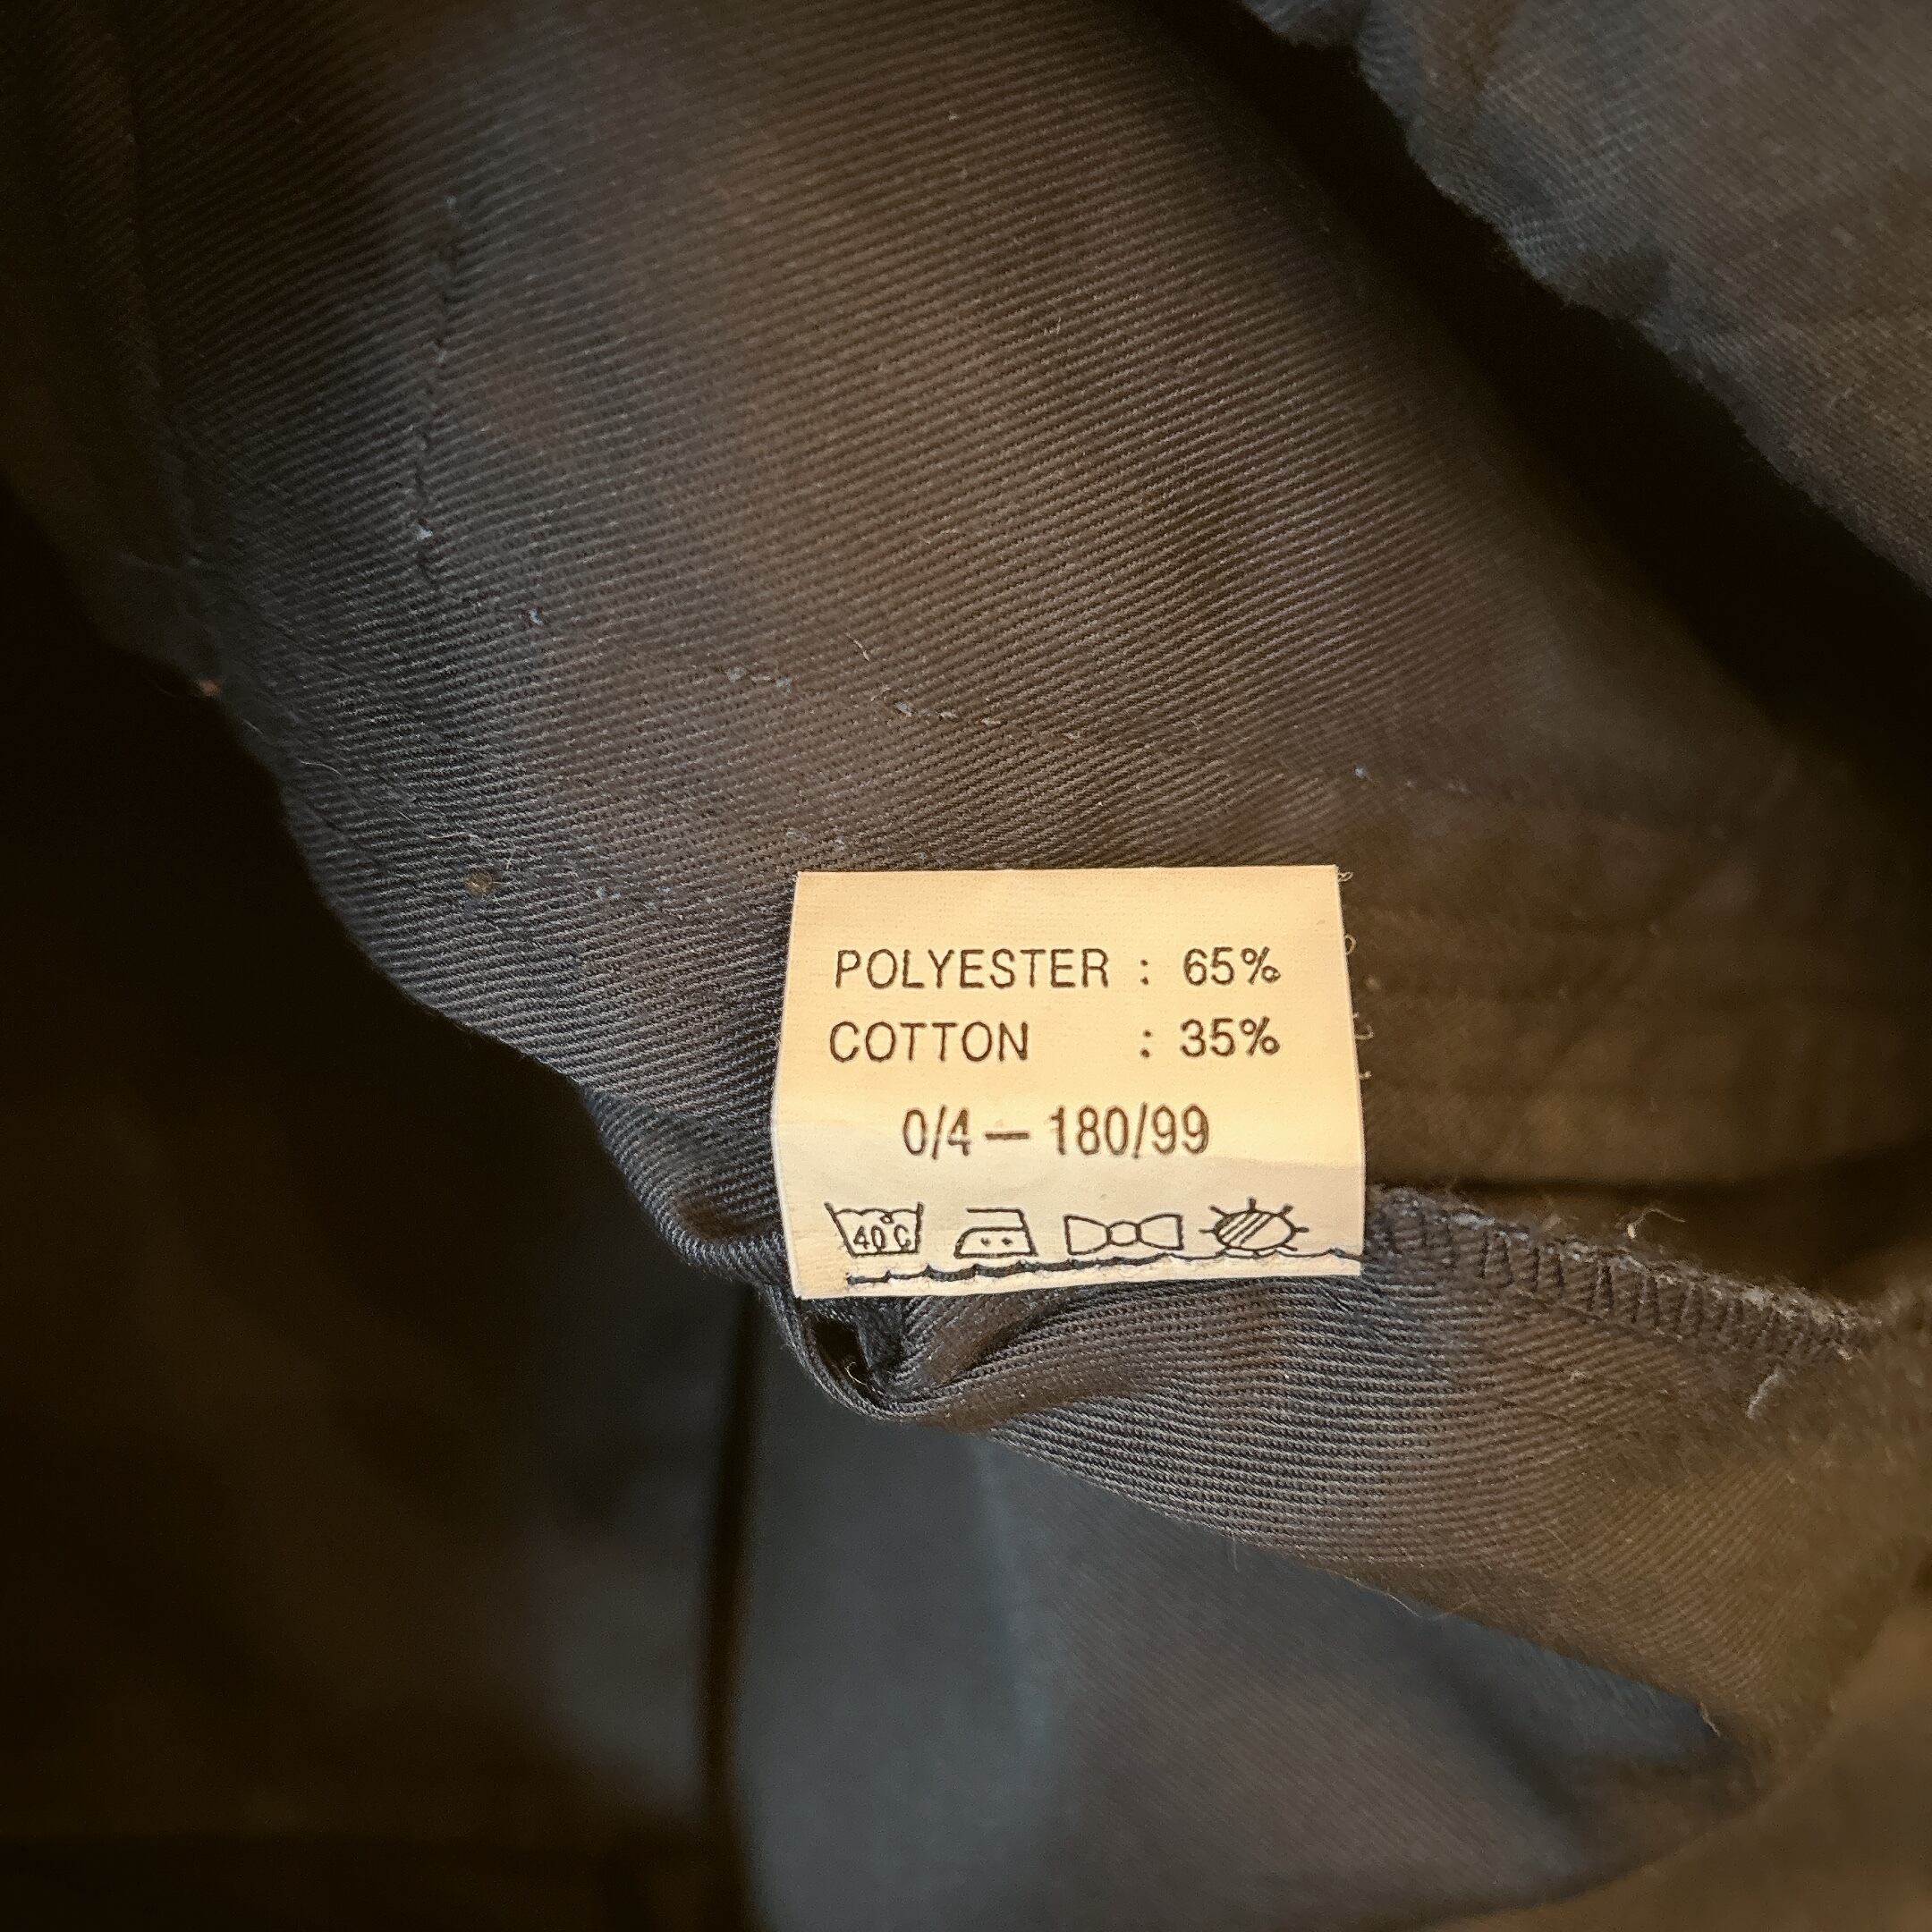 POLYESTER : 65%
COTTON : 35%
0/4 — 180/99
40 C